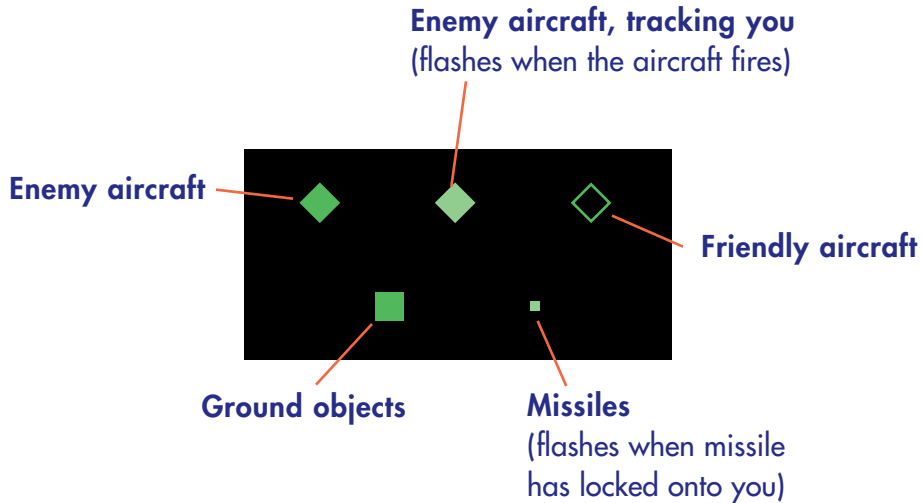 Enemy aircraft, tracking you
(flashes when the aircraft fires)
Enemy aircraft
Friendly aircraft
Ground objects
Missiles
(flashes when missile
has locked onto you)